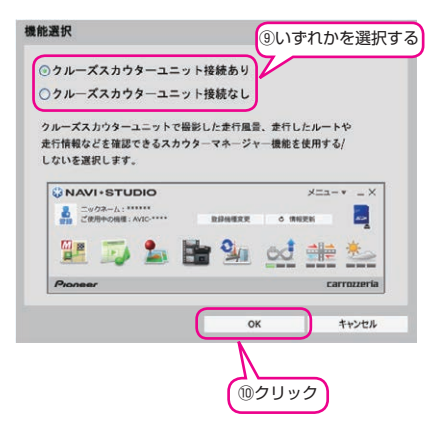 機能選択
⑨いずれかを選択する
クルーズスカウターユニット接続あり
クルーズスカウターユニット接続なし
クルーズスカウターユニットで撮影した走行風景、走行したルートや
走行情報などを確認できるスカウターマネージャー機能を使用する/
しないを選択します。
NAVI*STUDIO
メニュー
ニックネーム:******
ご使用中の機種:AVIC-****
登録
登録機種変更
情報更新
Pioneer
carrozzeria
OK
キャンセル
⑩クリック